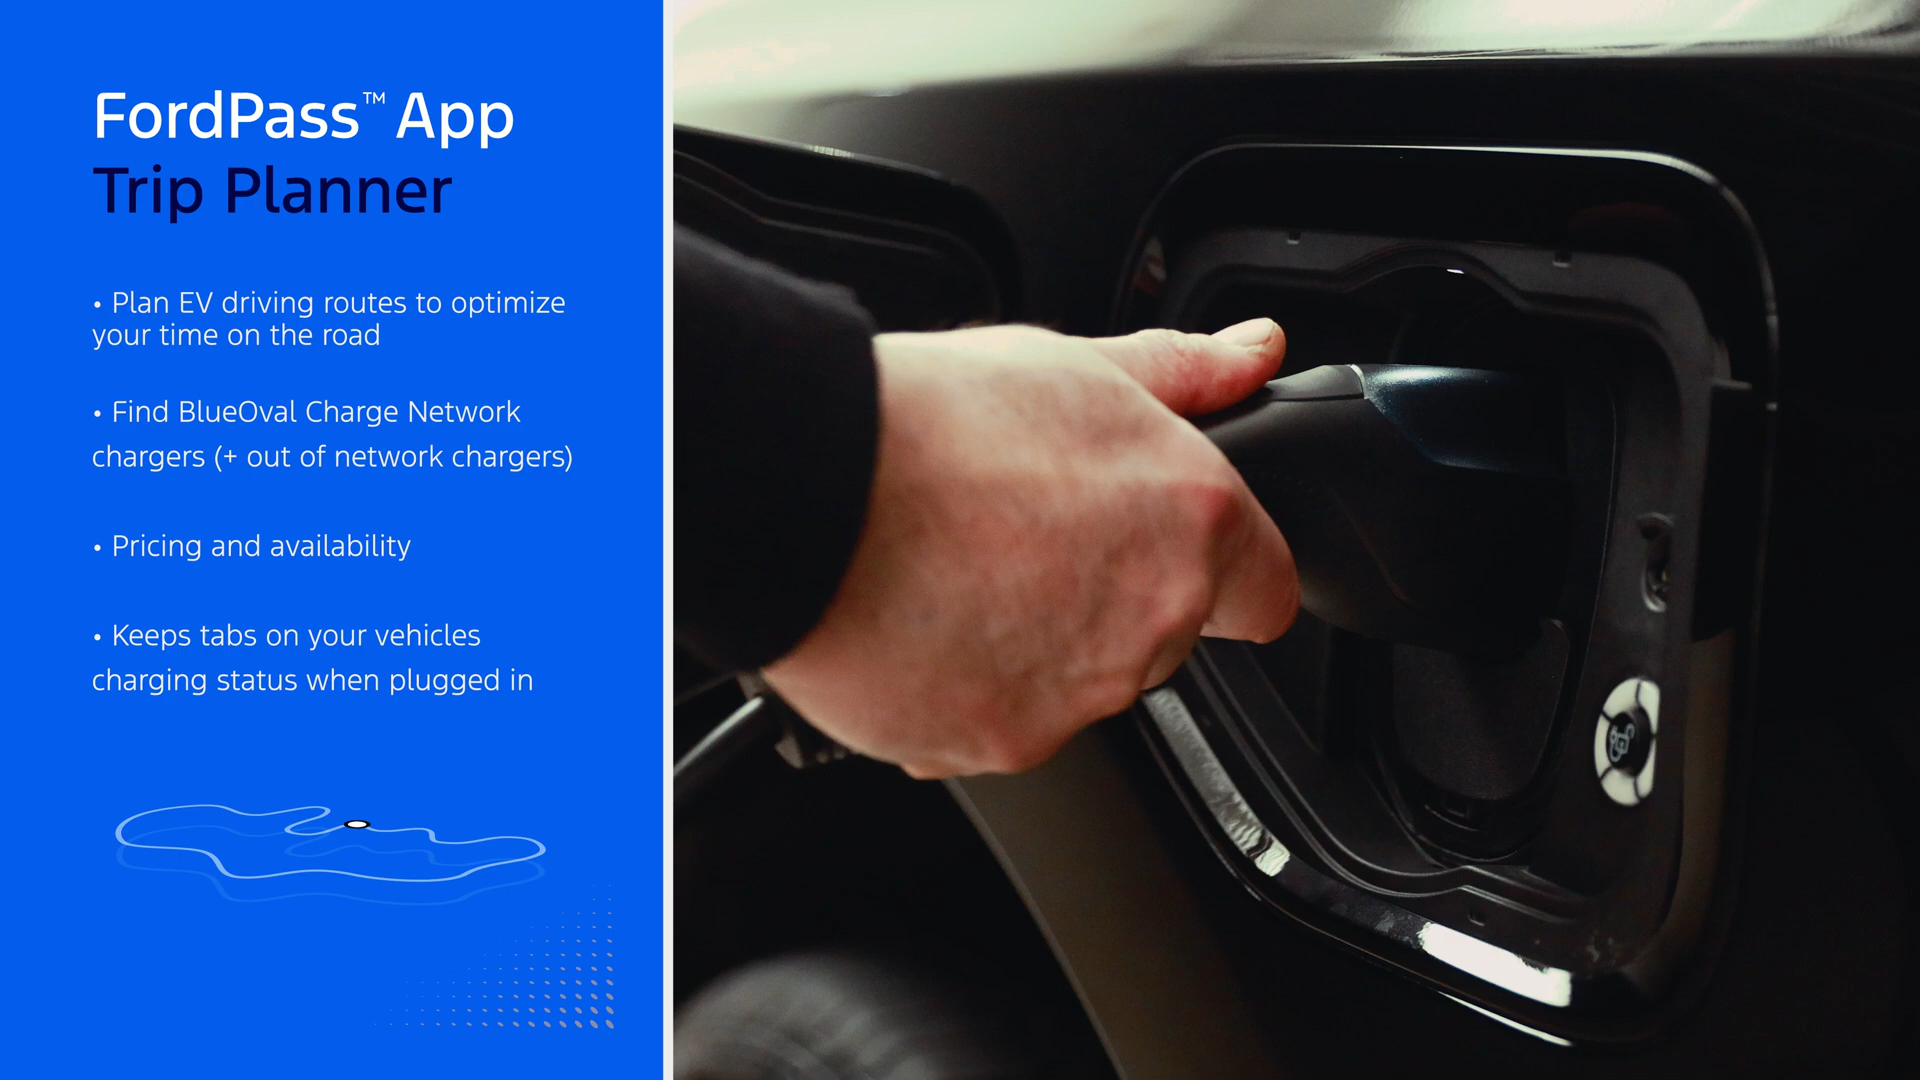 FordPass™ App
Trip Planner
• Plan EV driving routes to optimize
your time on the road
• Find BlueOval Charge Network
chargers (+ out of network chargers)
• Pricing and availability
• Keeps tabs on your vehicles
charging status when plugged in